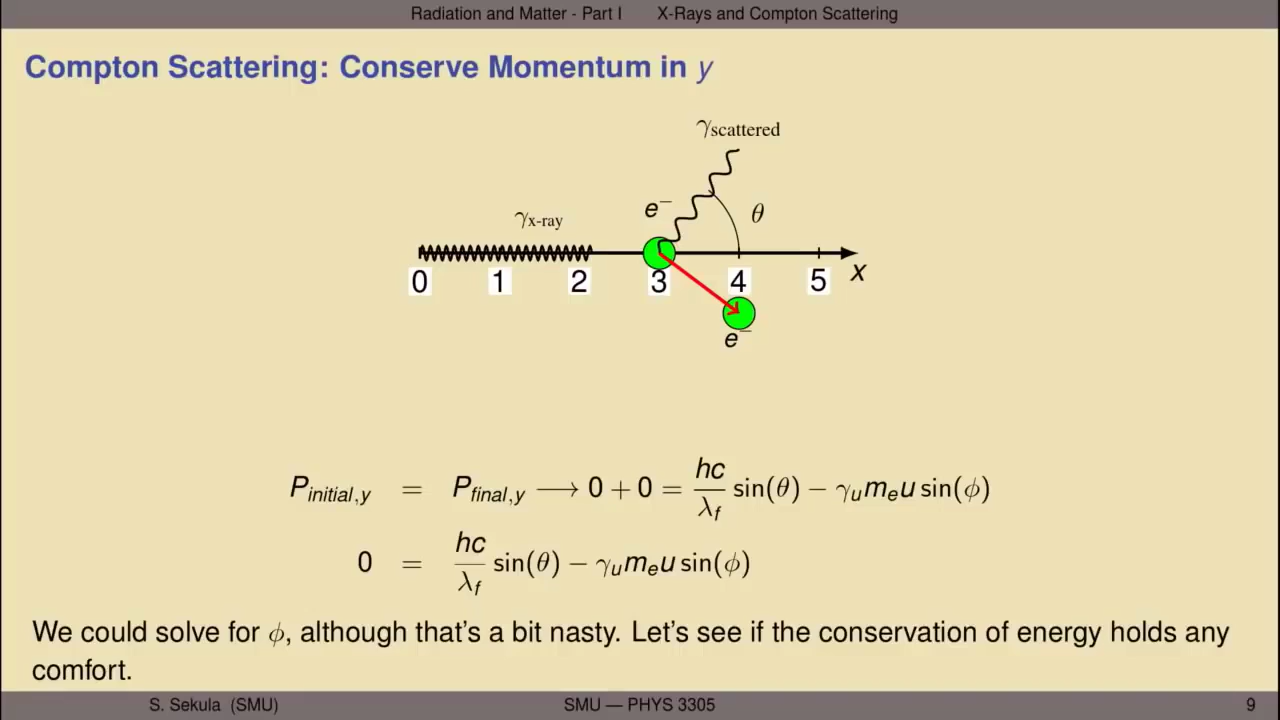 Radiation and Matter - Part I X-Rays and Compton Scattering
Compton Scattering: Conserve Momentum in y
γscattered
e⁻
θ
γx-ray
0 1 2 3 4 5 x
e⁻
P_initial,y = P_final,y ⟶ 0 + 0 = hc/λ_f sin(θ) − γ_u m_e u sin(ϕ)
0 = hc/λ_f sin(θ) − γ_u m_e u sin(ϕ)
We could solve for ϕ, although that's a bit nasty. Let's see if the conservation of energy holds any
comfort.
S. Sekula (SMU) SMU — PHYS 3305 9